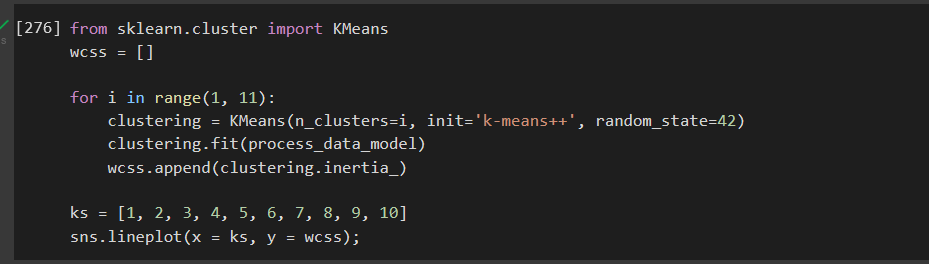 [276] from sklearn.cluster import KMeans
wcss = []
for i in range(1, 11):
clustering = KMeans(n_clusters=i, init='k-means++', random_state=42)
clustering.fit(process_data_model)
wcss.append(clustering.inertia_)
ks = [1, 2, 3, 4, 5, 6, 7, 8, 9, 10]
sns.lineplot(x = ks, y = wcss);
s